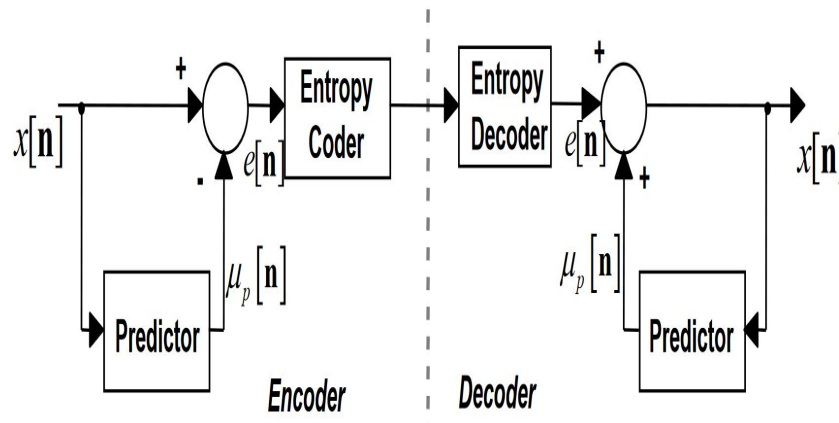 +
x[n]
-
e[n]
Entropy
Coder
μp[n]
Predictor
Encoder
Entropy
Decoder
+
e[n]
+
x[n
μp[n]
Predictor
Decoder